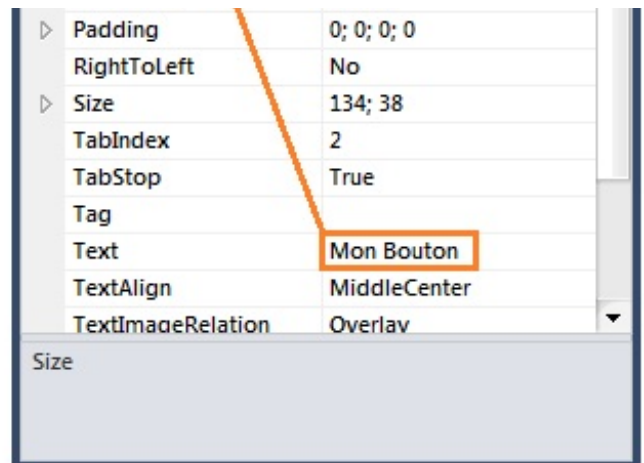 Padding 0; 0; 0; 0
RightToLeft No
Size 134; 38
TabIndex 2
TabStop True
Tag
Text Mon Bouton
TextAlign MiddleCenter
TextImageRelation Overlay
Size